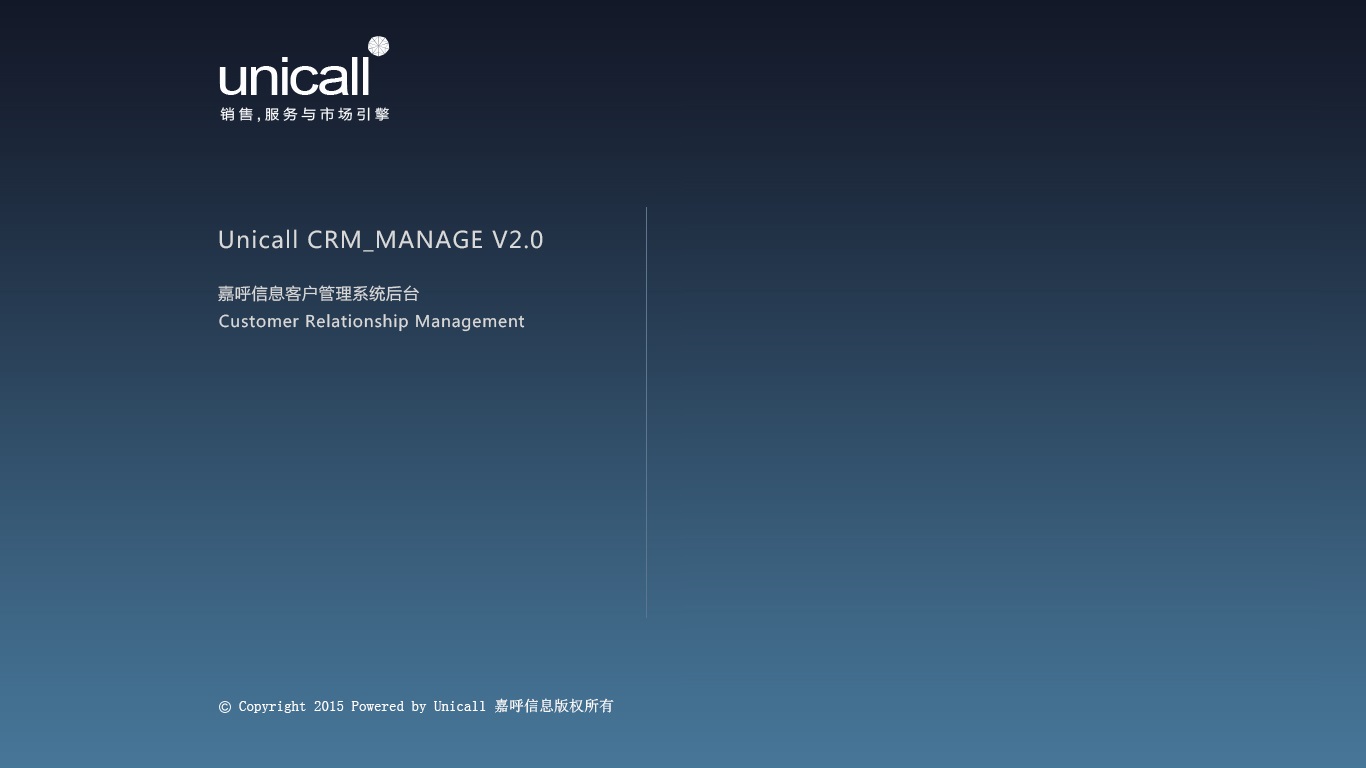 unicall
销售,服务与市场引擎
Unicall CRM_MANAGE V2.0
嘉呼信息客户管理系统后台
Customer Relationship Management
© Copyright 2015 Powered by Unicall 嘉呼信息版权所有